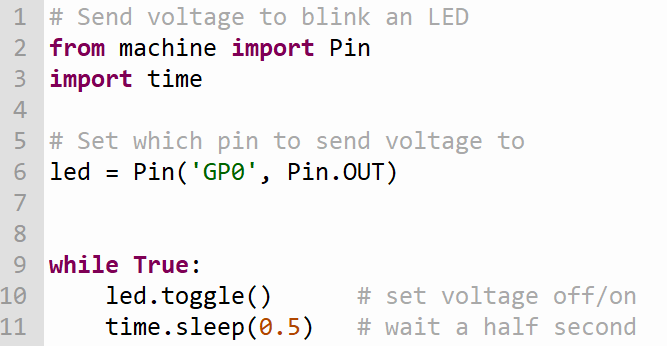 1 # Send voltage to blink an LED
2 from machine import Pin
3 import time
4
5 # Set which pin to send voltage to
6 led = Pin('GP0', Pin.OUT)
7
8
9 while True:
10     led.toggle()      # set voltage off/on
11     time.sleep(0.5)   # wait a half second